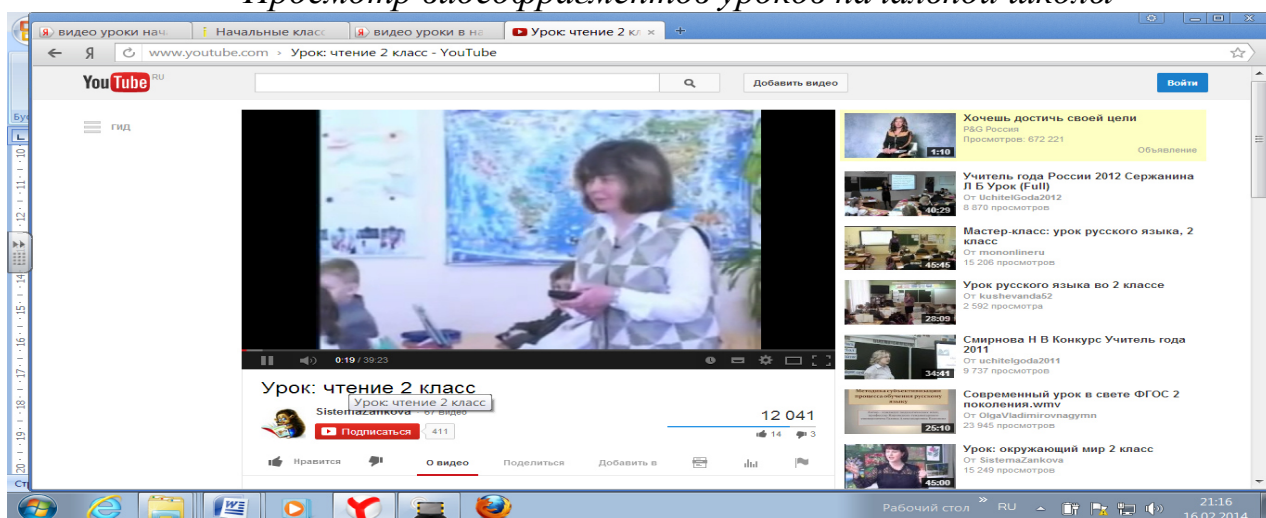 Просмотр видеофрагментов уроков начальной школы
видео уроки нач
Начальные класс
видео уроки в на
Урок: чтение 2 кл
Я www.youtube.com › Урок: чтение 2 класс - YouTube
YouTube RU
Добавить видео
Войти
ГИД
0:19 / 39:23
Урок: чтение 2 класс
Урок: чтение 2 класс
SistemaZankova 67 видео
Подписаться 411
12 041
14 3
Нравится
О видео Поделиться Добавить в
Хочешь достичь своей цели
P&G Россия
Просмотров: 672 221
Объявление
1:10
Учитель года России 2012 Сержанина
Л Б Урок (Full)
От UchitelGoda2012
8 870 просмотров
40:29
Мастер-класс: урок русского языка, 2
класс
От mononlineru
15 206 просмотров
45:45
Урок русского языка во 2 классе
От kushevanda52
2 592 просмотра
28:09
Смирнова Н В Конкурс Учитель года
2011
От uchitelgoda2011
9 737 просмотров
34:41
Современный урок в свете ФГОС 2
поколения.wmv
От OlgaVladimirovnagymn
23 945 просмотров
25:10
Урок: окружающий мир 2 класс
От SistemaZankova
15 249 просмотров
45:00
Рабочий стол
RU
21:16
16.02.2014